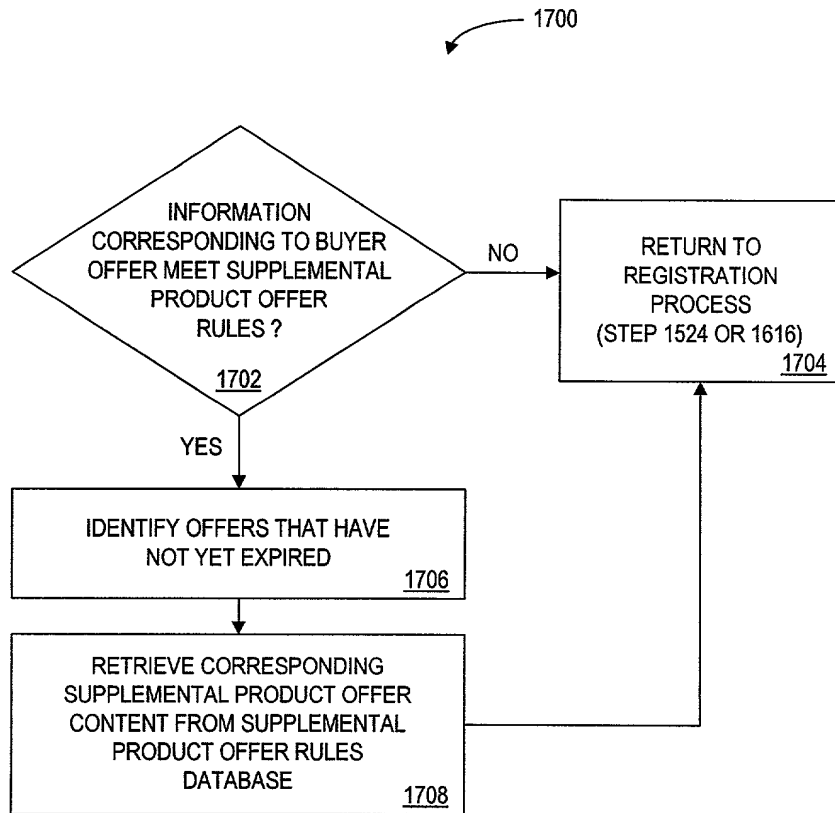 1700
INFORMATION
CORRESPONDING TO BUYER
OFFER MEET SUPPLEMENTAL
PRODUCT OFFER
RULES ?
1702
NO
RETURN TO
REGISTRATION
PROCESS
(STEP 1524 OR 1616)
1704
YES
IDENTIFY OFFERS THAT HAVE
NOT YET EXPIRED
1706
RETRIEVE CORRESPONDING
SUPPLEMENTAL PRODUCT OFFER
CONTENT FROM SUPPLEMENTAL
PRODUCT OFFER RULES
DATABASE
1708